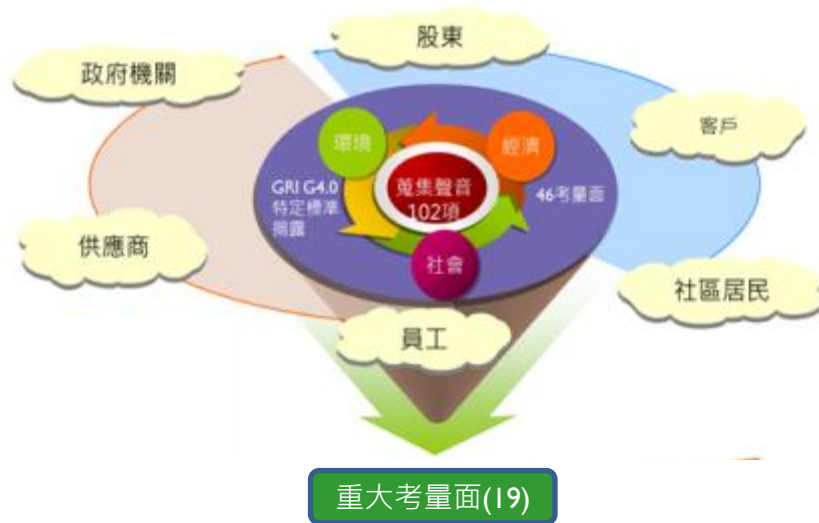 股東
政府機關
客戶
環境
經濟
GRI G4.0
特定標準
揭露
蒐集聲音
102項
46考量面
供應商
社會
社區居民
員工
重大考量面(19)